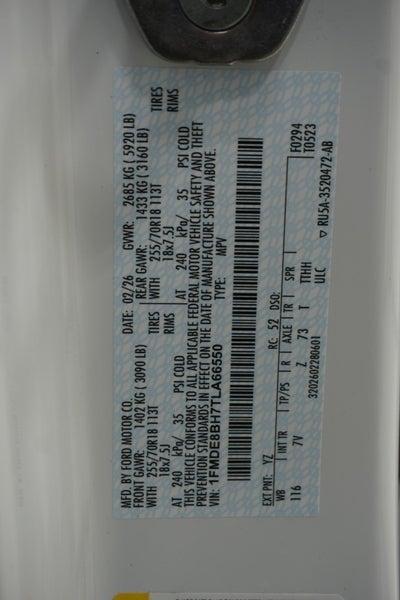 MFD. BY FORD MOTOR CO.
DATE: 02/26 GVWR: 2685 KG ( 5920 LB)
FRONT GAWR: 1402 KG ( 3090 LB)
REAR GAWR: 1433 KG ( 3160 LB)
WITH 255/70R18 113T TIRES
WITH 255/70R18 113T TIRES
18x7.5J RIMS
18x7.5J RIMS
AT 240 kPa/ 35 PSI COLD
AT 240 kPa/ 35 PSI COLD
THIS VEHICLE CONFORMS TO ALL APPLICABLE FEDERAL MOTOR VEHICLE SAFETY AND THEFT
PREVENTION STANDARDS IN EFFECT ON THE DATE OF MANUFACTURE SHOWN ABOVE.
VIN: 1FMDE8BH7TLA66550
TYPE: MPV
F0294
T0523
EXT PNT: YZ RC: 52 DSO:
WB INT TR TP/PS R AXLE TR SPR
116 7V Z 73 T TTHH
ULC
3202602280601
▽ RU5A-3520472-AB